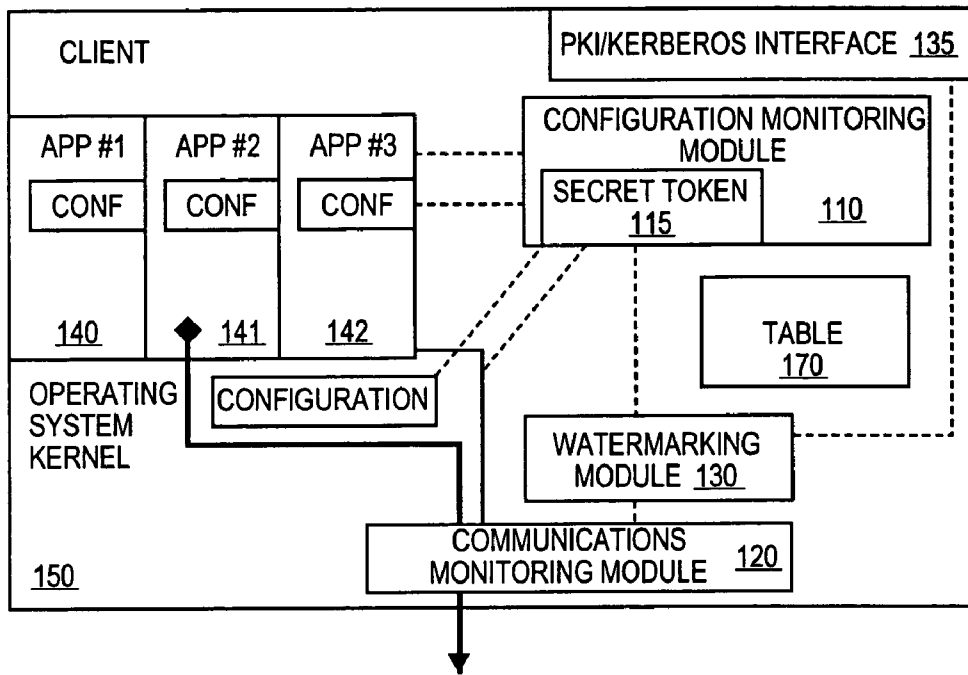 CLIENT
PKI/KERBEROS INTERFACE 135
APP #1
CONF
140
APP #2
CONF
141
APP #3
CONF
142
CONFIGURATION MONITORING
MODULE
SECRET TOKEN
115
110
TABLE
170
OPERATING
SYSTEM
KERNEL
150
CONFIGURATION
WATERMARKING
MODULE 130
COMMUNICATIONS
MONITORING MODULE
120